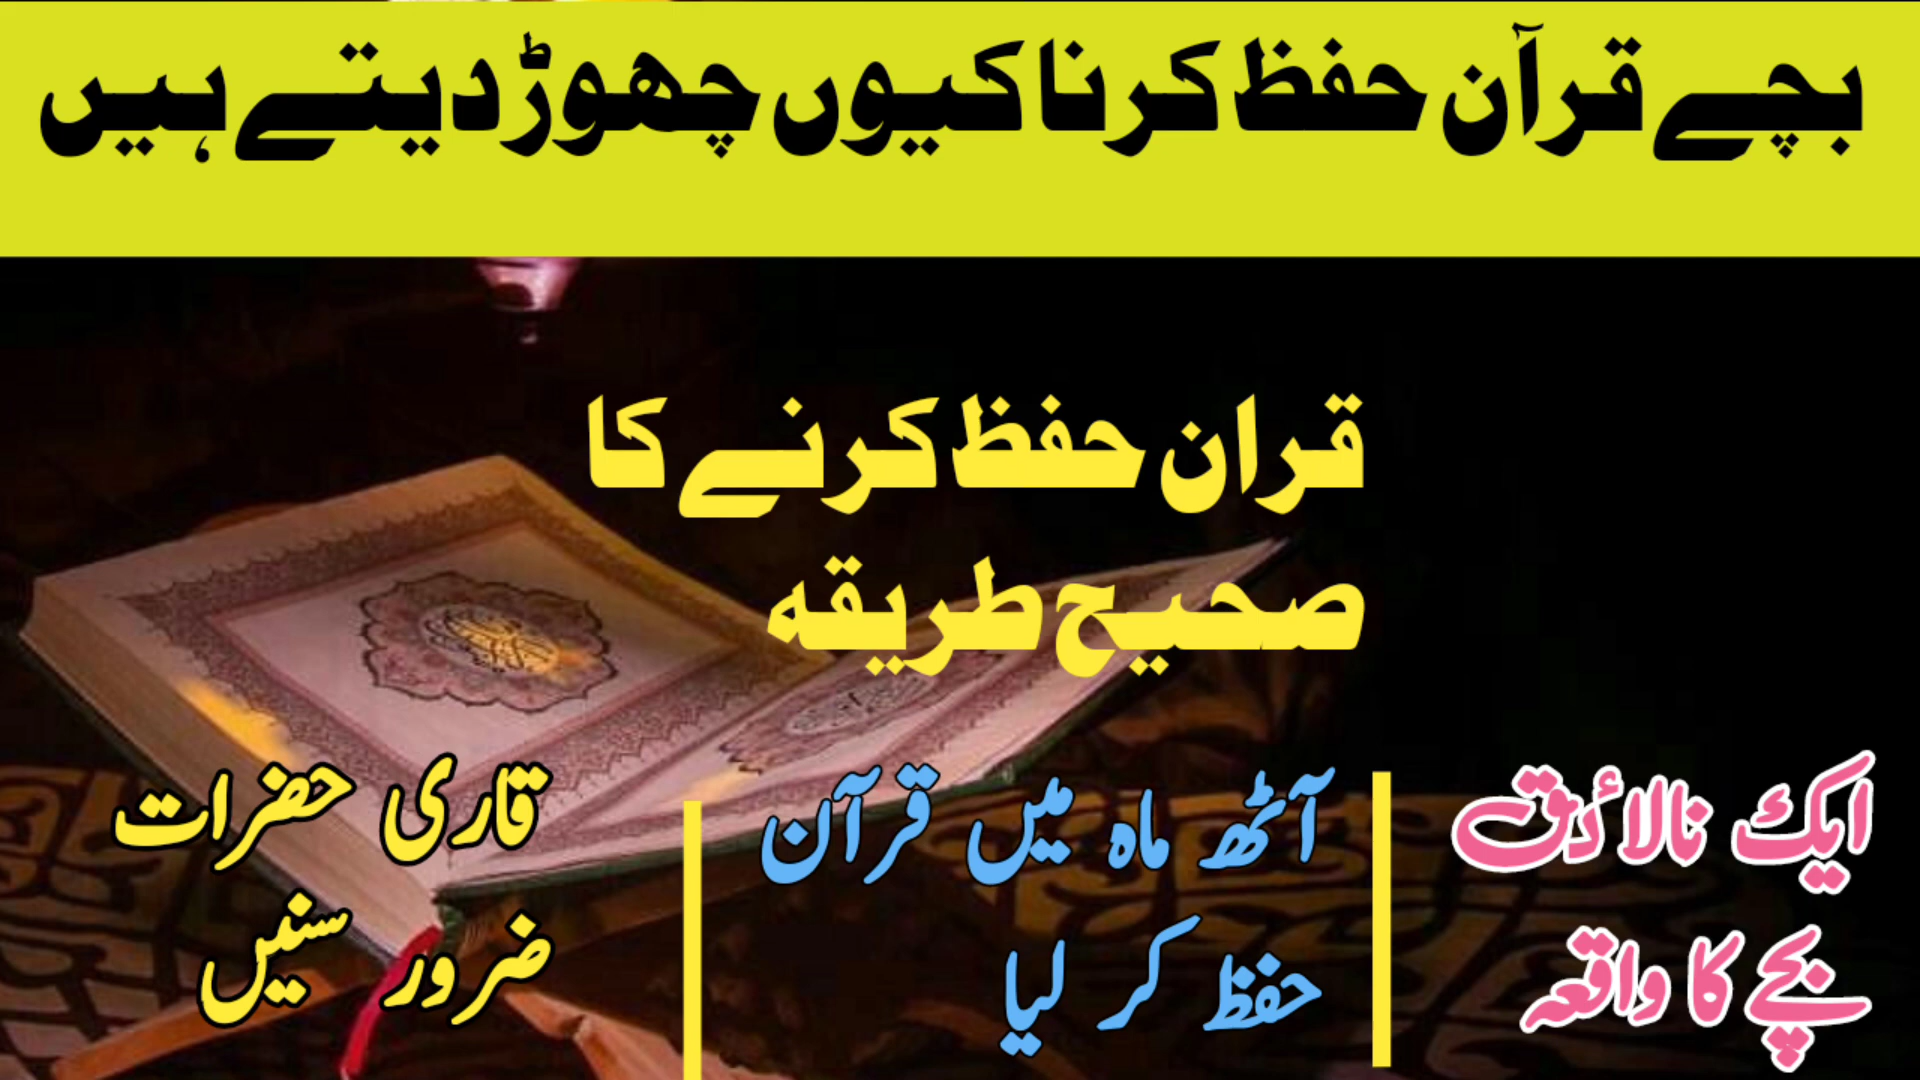 بچے قرآن حفظ کرنا کیوں چھوڑ دیتے ہیں
قران حفظ کرنے کا
صحیح طریقہ
ایک نالائق
بچے کا واقعہ
آٹھ ماہ میں قرآن
حفظ کر لیا
قاری حضرات
ضرور سنیں